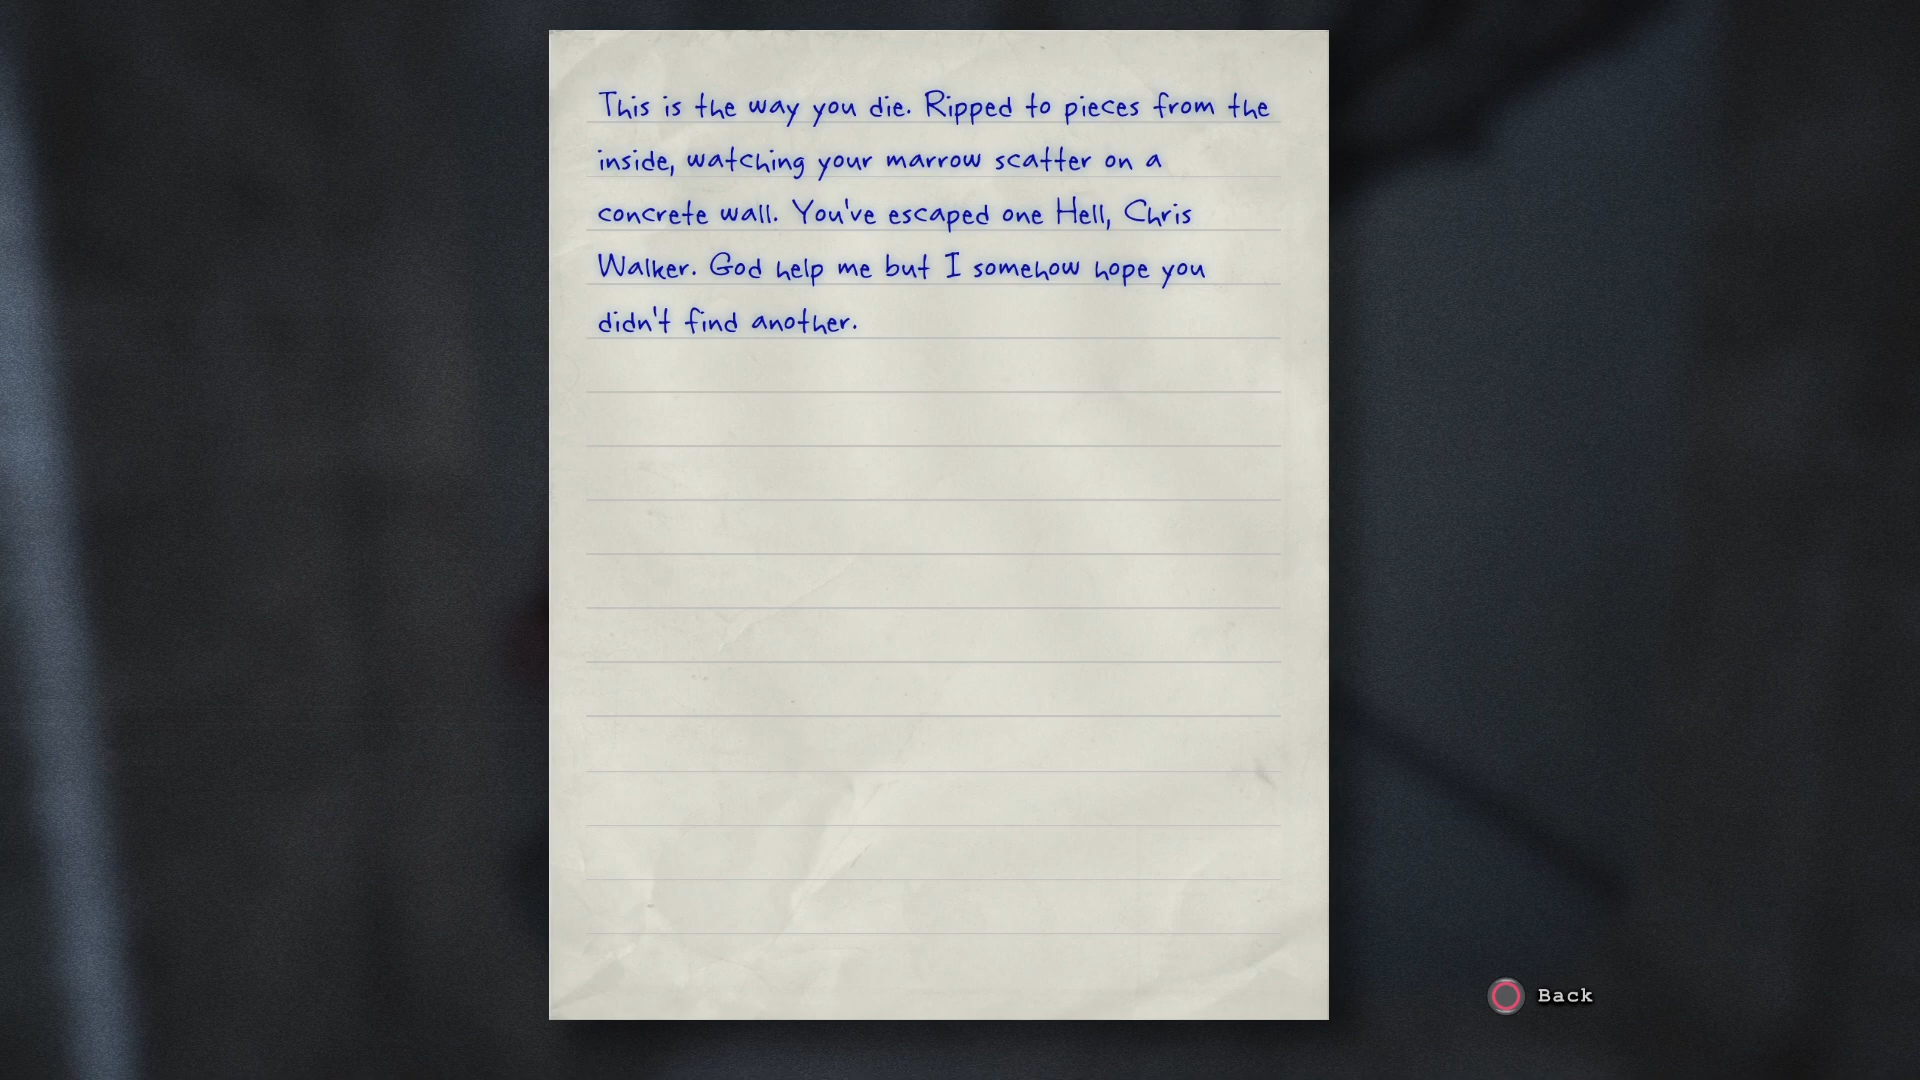 This is the way you die. Ripped to pieces from the
inside, watching your marrow scatter on a
concrete wall. You've escaped one Hell, Chris
Walker. God help me but I somehow hope you
didn't find another.
Back